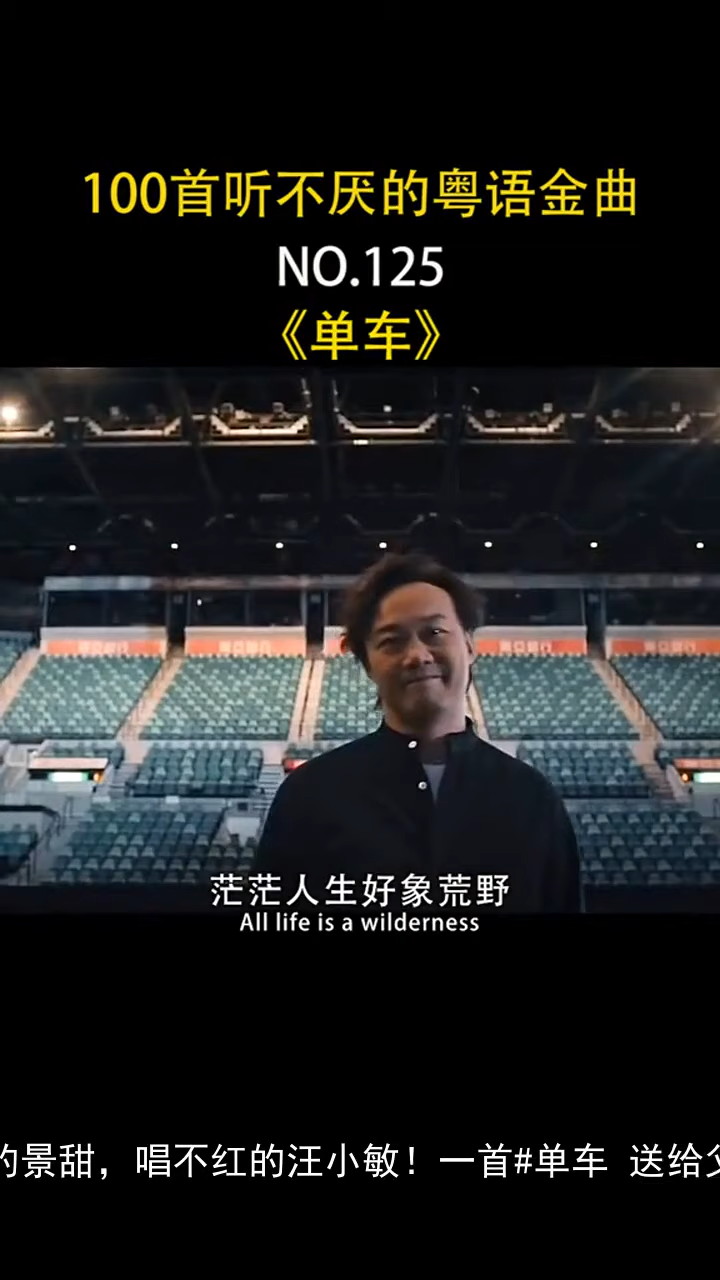 100首听不厌的粤语金曲
NO.125
《单车》
茫茫人生好象荒野
All life is a wilderness
的景甜，唱不红的汪小敏！一首#单车 送给父